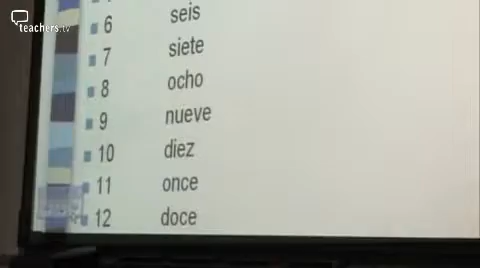 teachers.tv
6 seis
7 siete
8 ocho
9 nueve
10 diez
11 once
12 doce